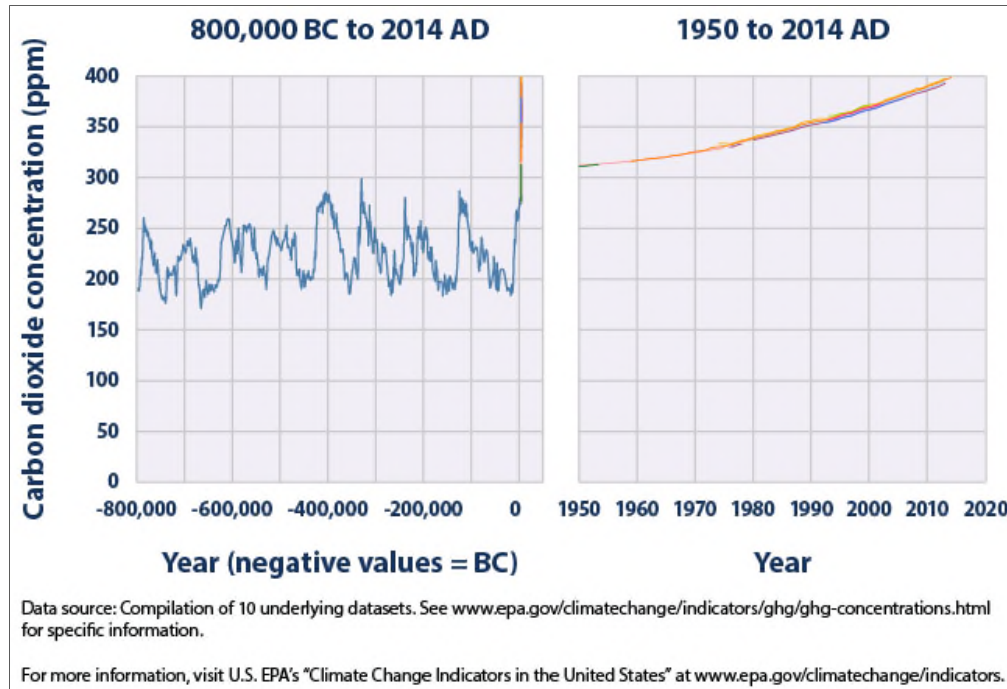 800,000 BC to 2014 AD
1950 to 2014 AD
Carbon dioxide concentration (ppm)
400
350
300
250
200
150
100
50
0
-800,000 -600,000 -400,000 -200,000 0
1950 1960 1970 1980 1990 2000 2010 2020
Year (negative values = BC)
Year
Data source: Compilation of 10 underlying datasets. See www.epa.gov/climatechange/indicators/ghg/ghg-concentrations.html
for specific information.
For more information, visit U.S. EPA's “Climate Change Indicators in the United States” at www.epa.gov/climatechange/indicators.